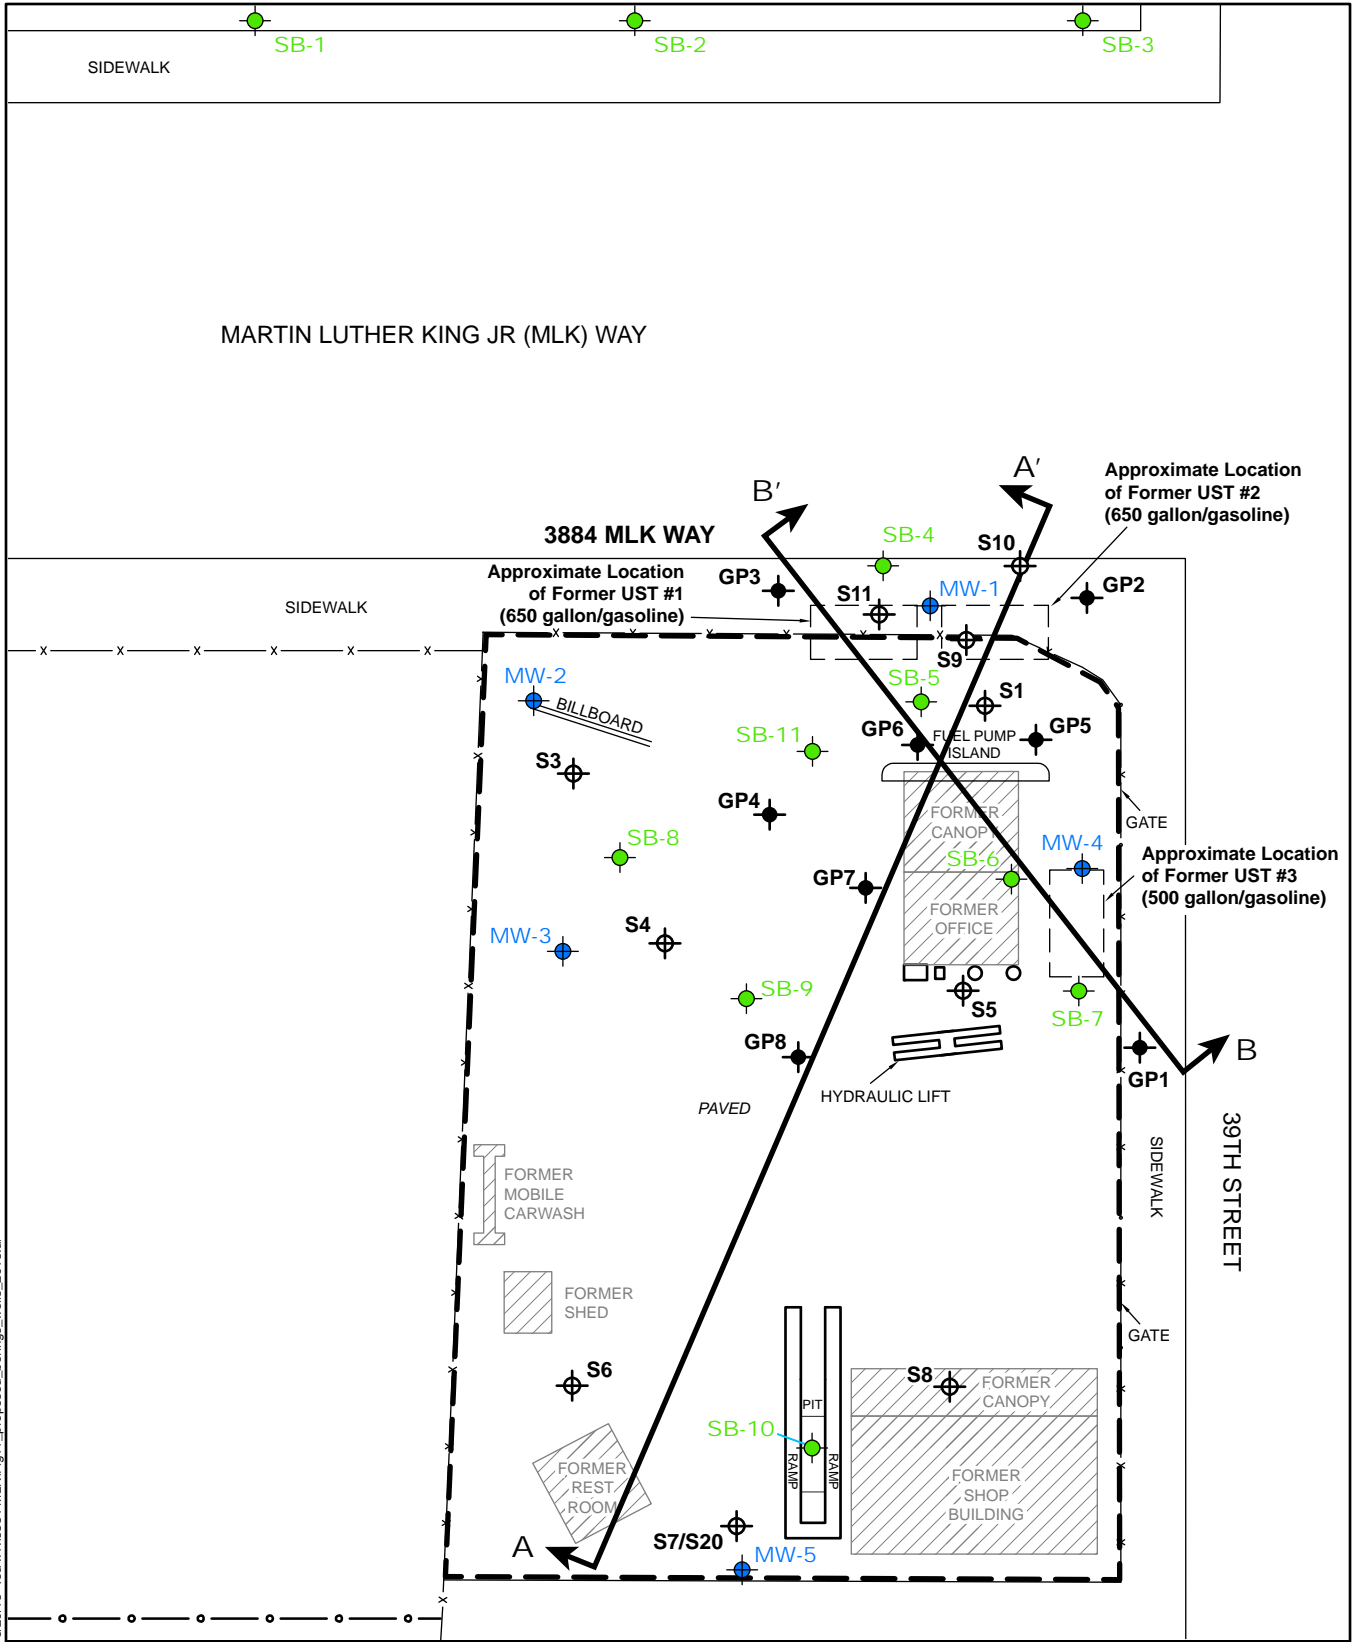 SB-1
SB-2
SB-3
SIDEWALK
MARTIN LUTHER KING JR (MLK) WAY
A'
B'
Approximate Location
of Former UST #2
(650 gallon/gasoline)
3884 MLK WAY
SB-4
S10
Approximate Location
of Former UST #1
(650 gallon/gasoline)
GP3
S11
MW-1
GP2
SIDEWALK
S9
MW-2
BILLBOARD
SB-5
S1
GP6
FUEL PUMP
ISLAND
GP5
SB-11
S3
GP4
FORMER
CANOPY
GATE
SB-8
MW-4
SB-6
Approximate Location
of Former UST #3
(500 gallon/gasoline)
GP7
FORMER
OFFICE
MW-3
S4
SB-9
S5
SB-7
GP8
B
GP1
HYDRAULIC LIFT
PAVED
39TH STREET
SIDEWALK
FORMER
MOBILE
CARWASH
FORMER
SHED
GATE
S6
S8
FORMER
CANOPY
PIT
SB-10
RAMP
RAMP
FORMER
REST
ROOM
FORMER
SHOP
BUILDING
S7/S20
A
MW-5